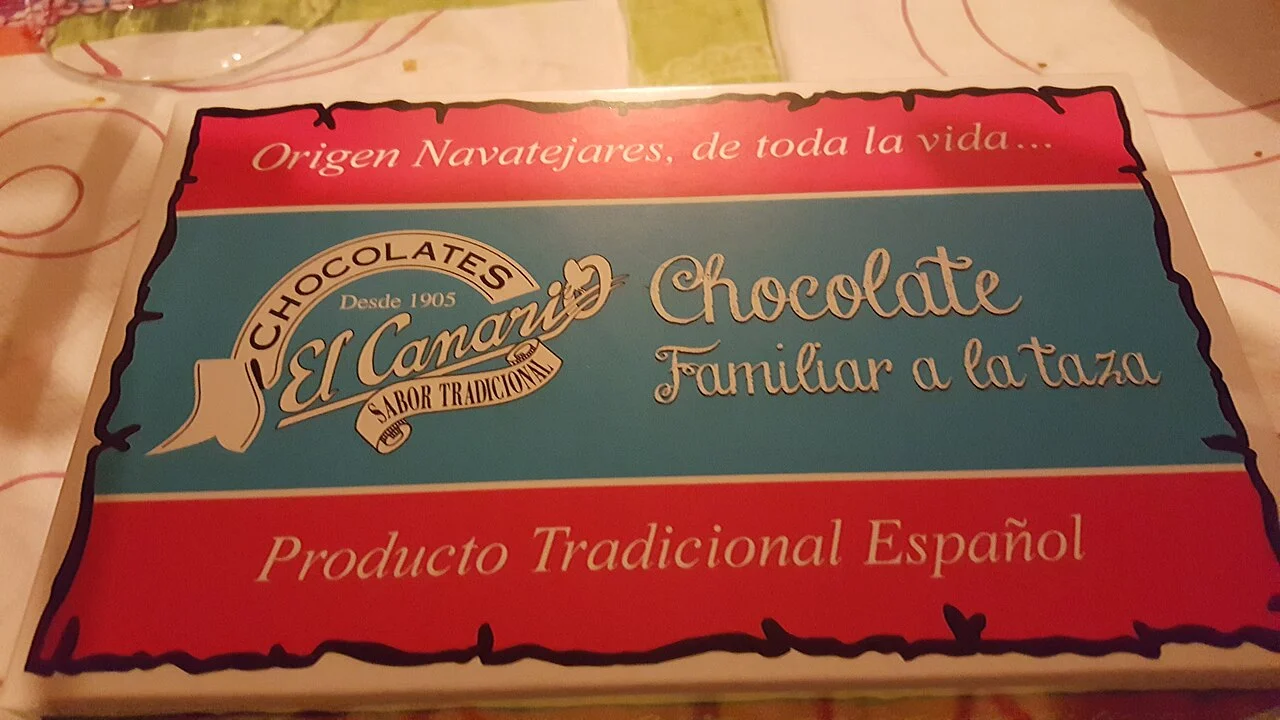 Origen Navatejares, de toda la vida...
CHOCOLATES
Desde 1905
El Canario
SABOR TRADICIONAL
Chocolate
Familiar a la taza
Producto Tradicional Español